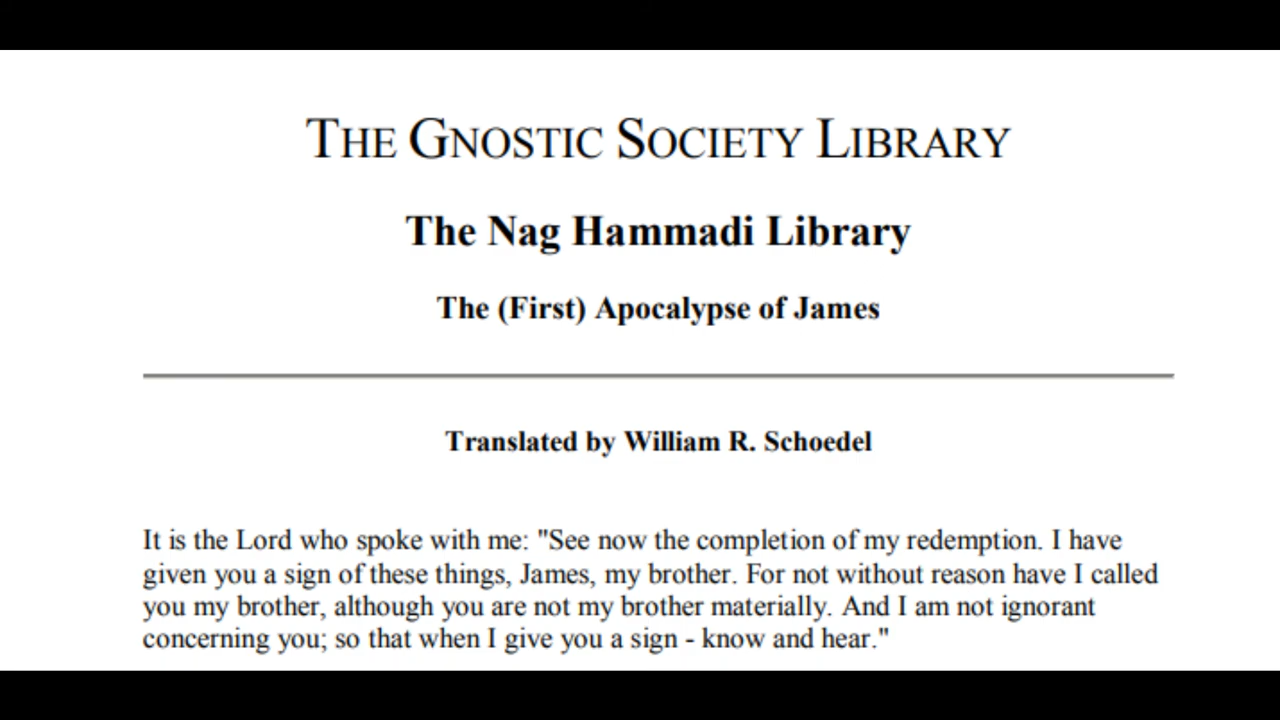 THE GNOSTIC SOCIETY LIBRARY
The Nag Hammadi Library
The (First) Apocalypse of James
Translated by William R. Schoedel
It is the Lord who spoke with me: "See now the completion of my redemption. I have
given you a sign of these things, James, my brother. For not without reason have I called
you my brother, although you are not my brother materially. And I am not ignorant
concerning you; so that when I give you a sign - know and hear."